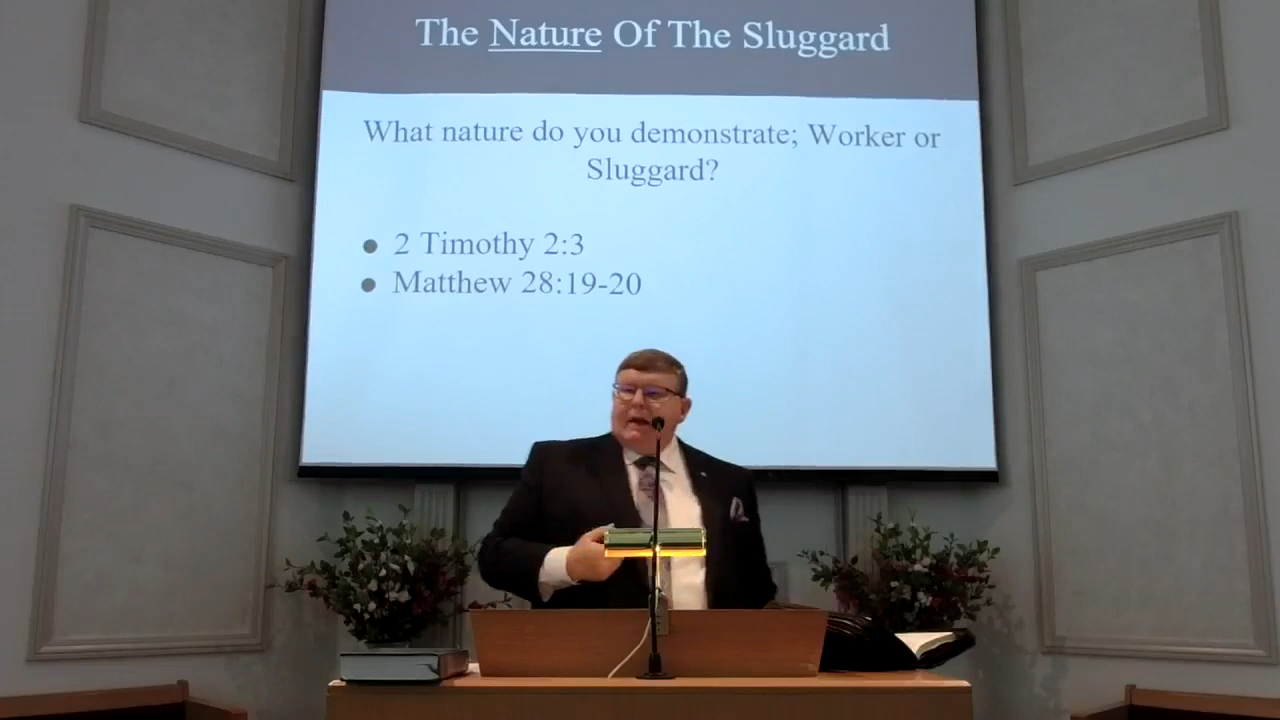 The Nature Of The Sluggard
What nature do you demonstrate; Worker or
Sluggard?
2 Timothy 2:3
Matthew 28:19-20